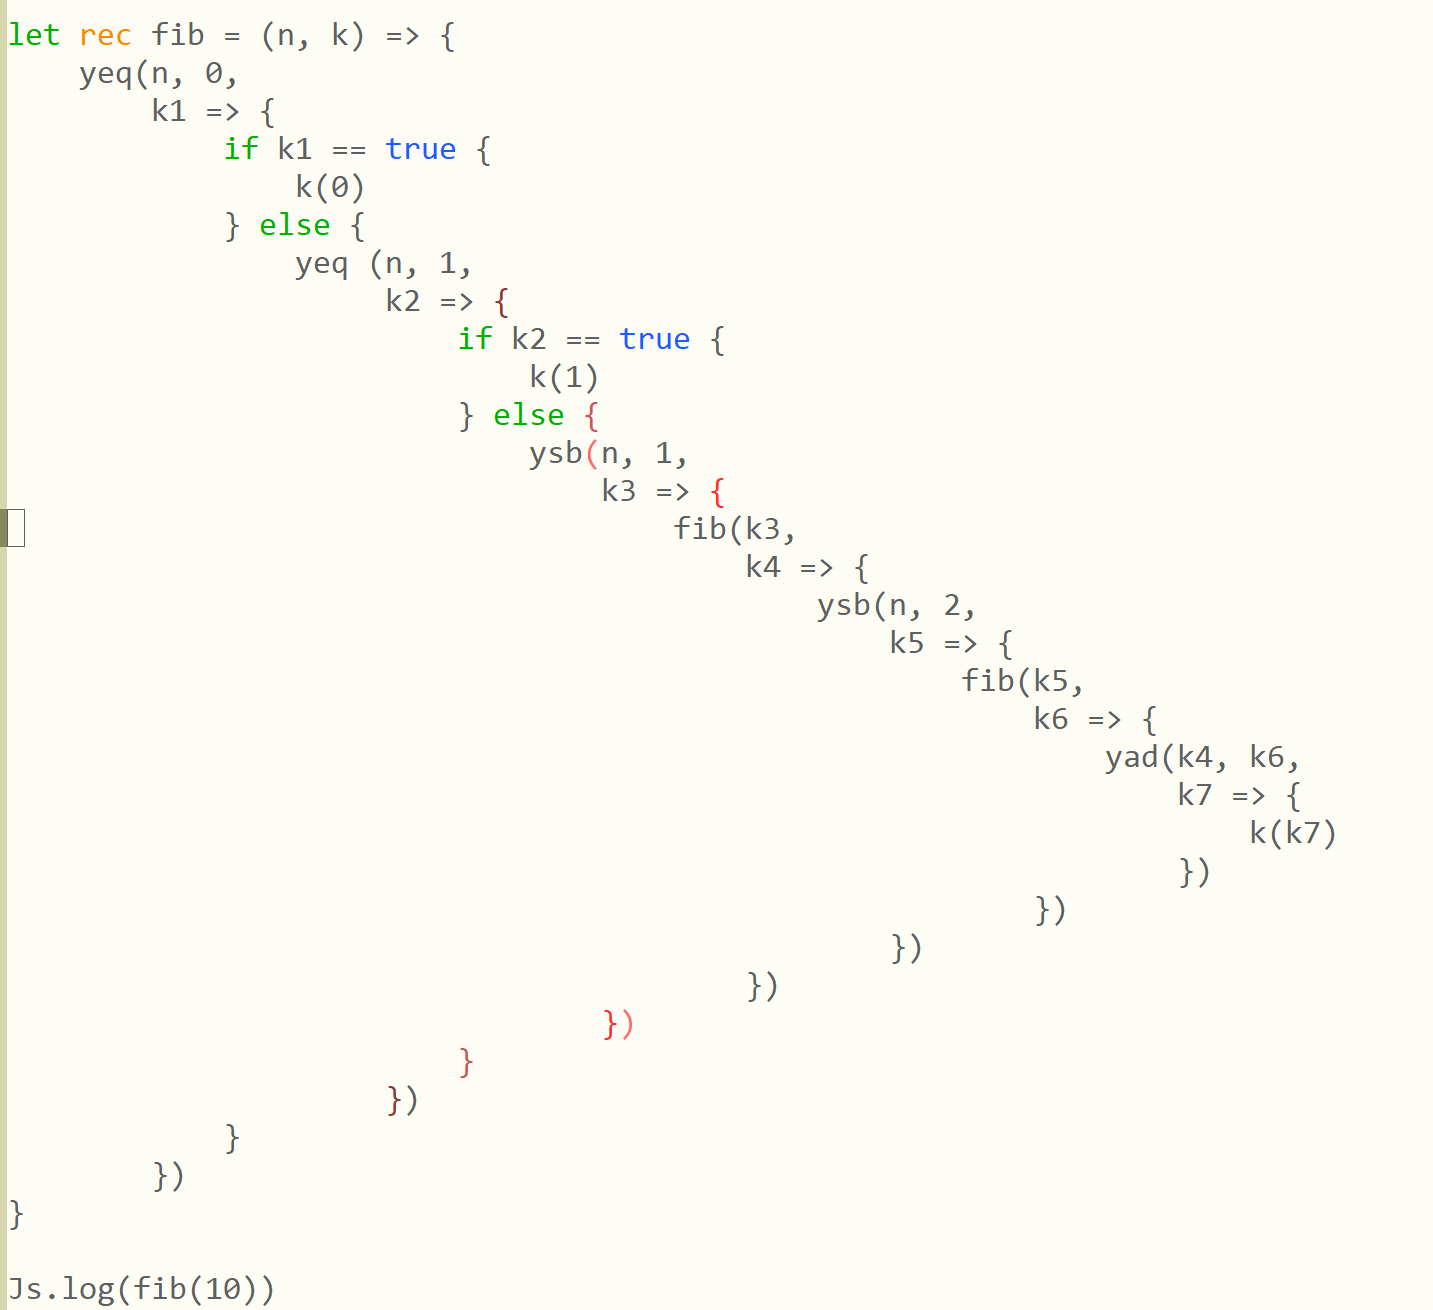 let rec fib = (n, k) => {
    yeq(n, 0,
        k1 => {
            if k1 == true {
                k(0)
            } else {
                yeq (n, 1,
                     k2 => {
                         if k2 == true {
                             k(1)
                         } else {
                             ysb(n, 1,
                                 k3 => {
                                     fib(k3,
                                         k4 => {
                                             ysb(n, 2,
                                                 k5 => {
                                                     fib(k5,
                                                         k6 => {
                                                             yad(k4, k6,
                                                                 k7 => {
                                                                     k(k7)
                                                                 })
                                                         })
                                                 })
                                         })
                                 })
                         }
                     })
            }
        })
}

Js.log(fib(10))